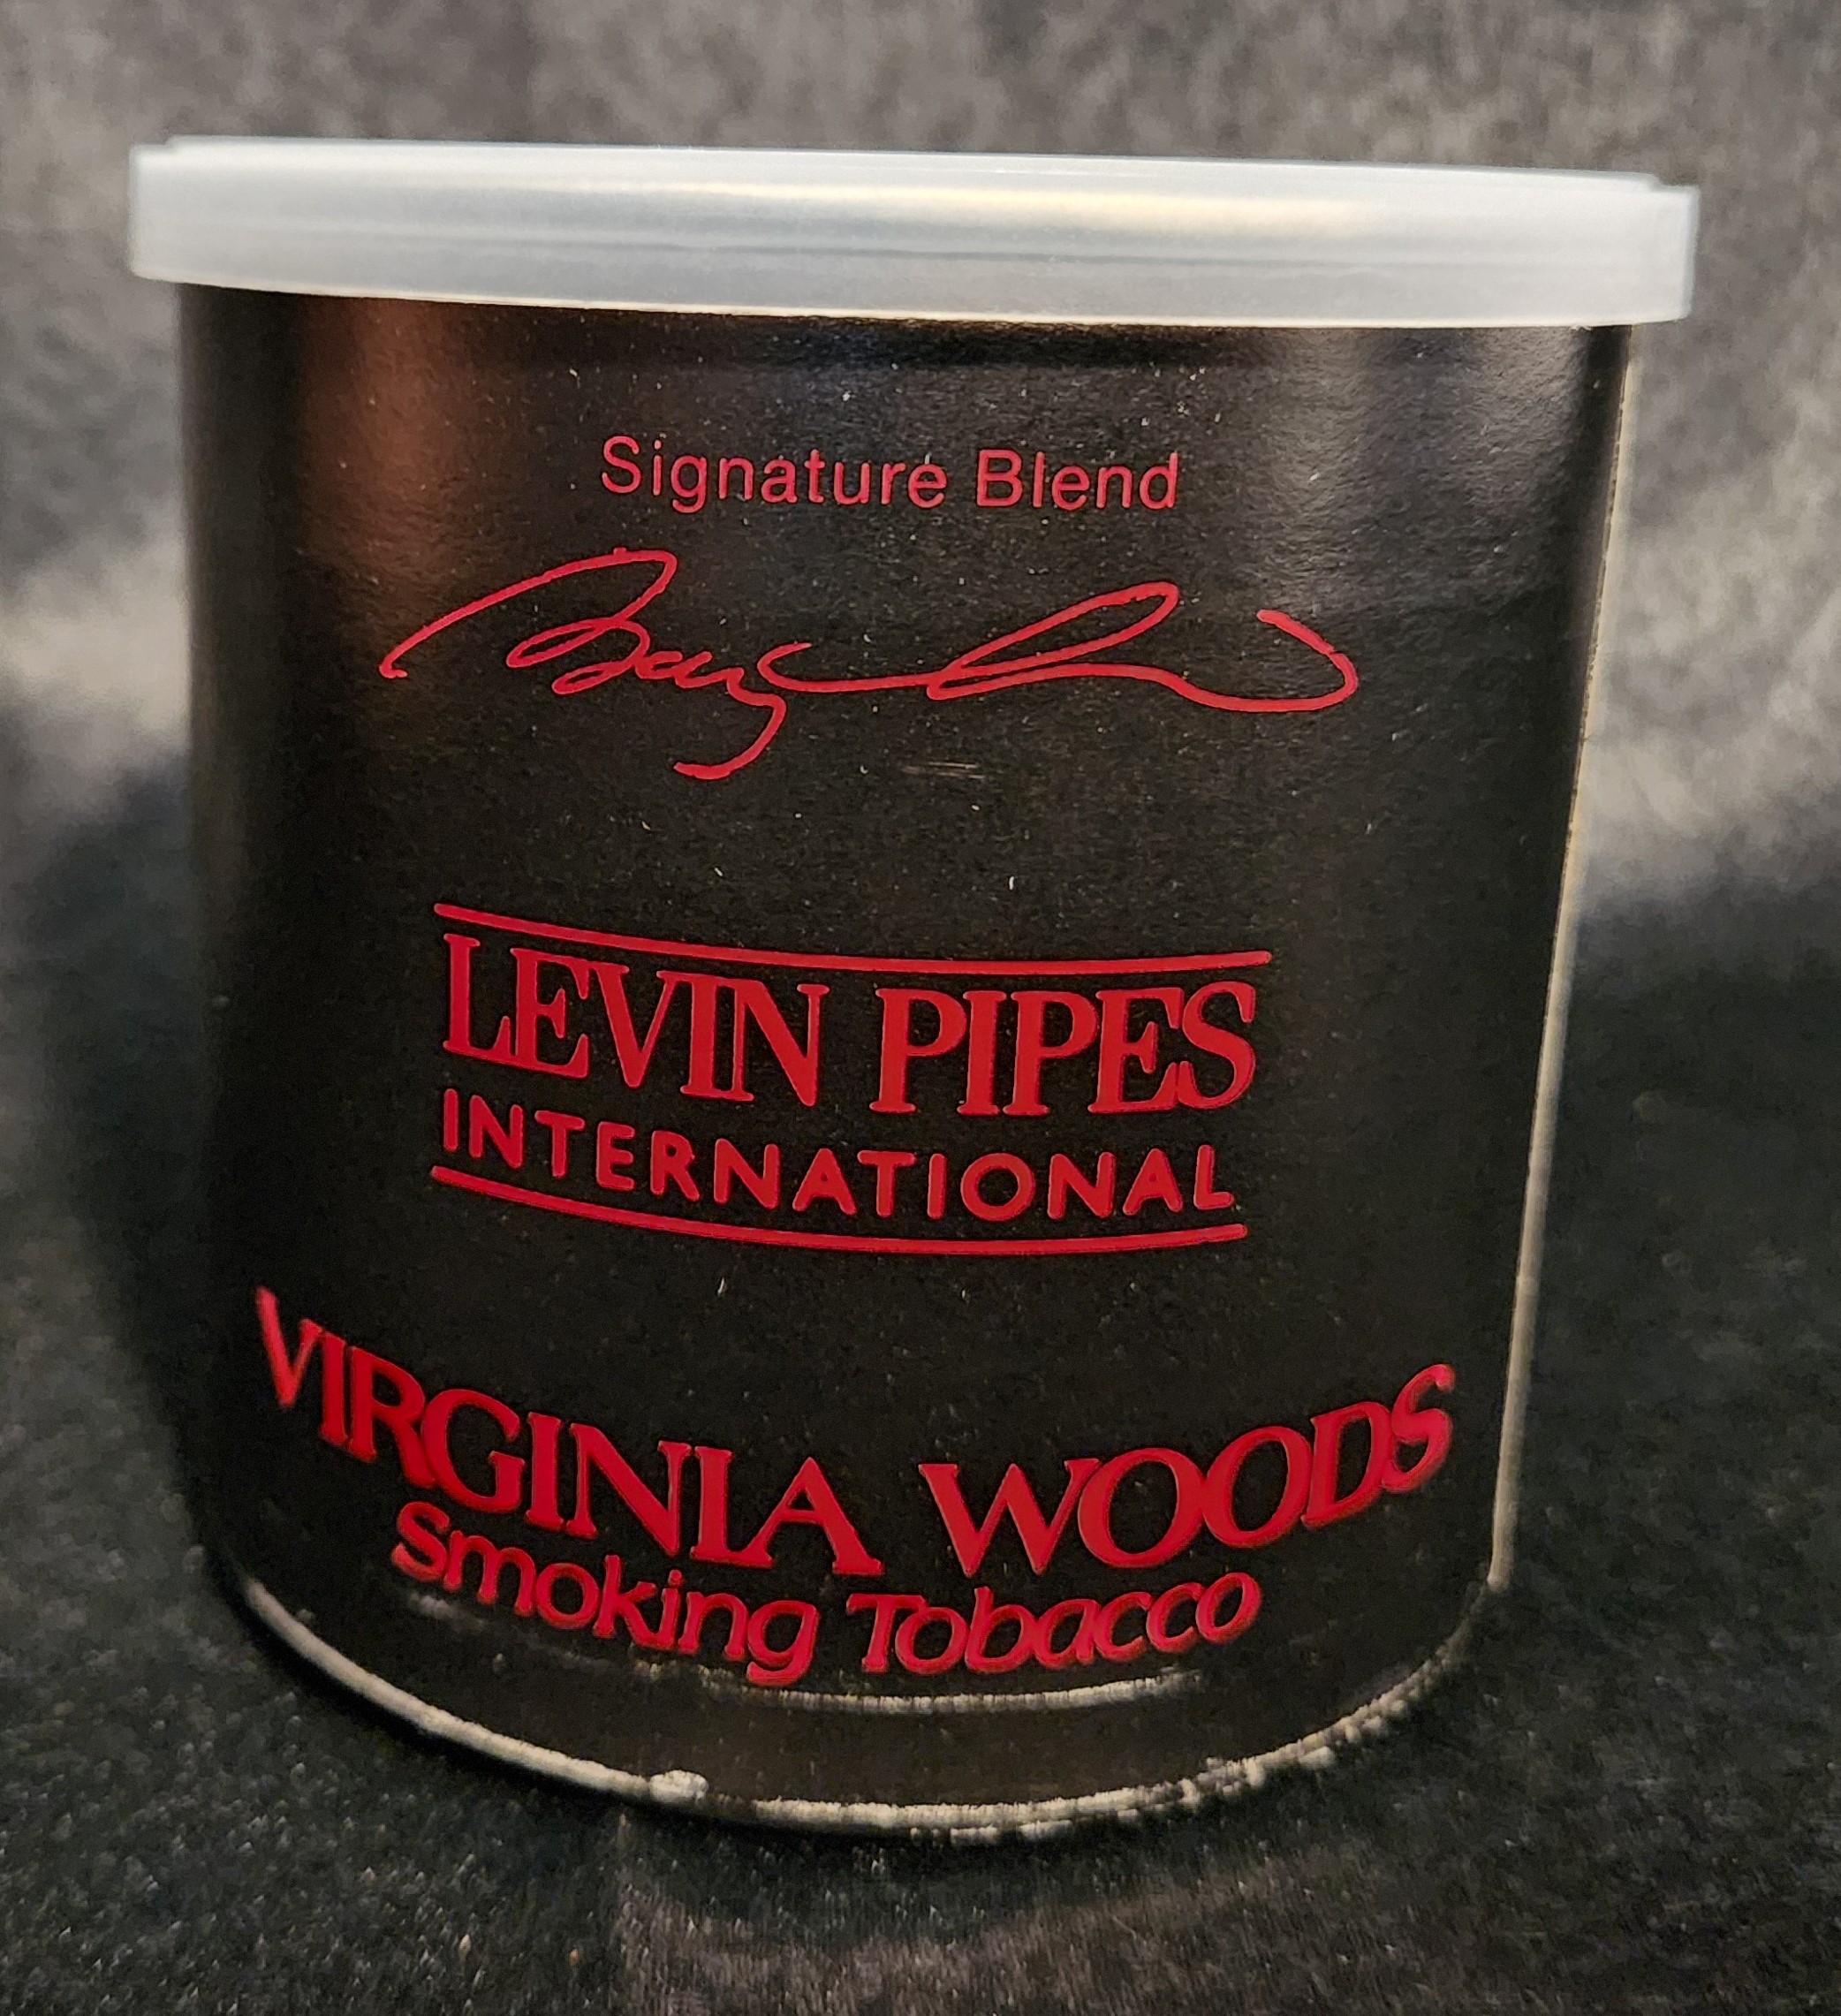 Signature Blend
LEVIN PIPES
INTERNATIONAL
VIRGINIA WOODS
Smoking Tobacco